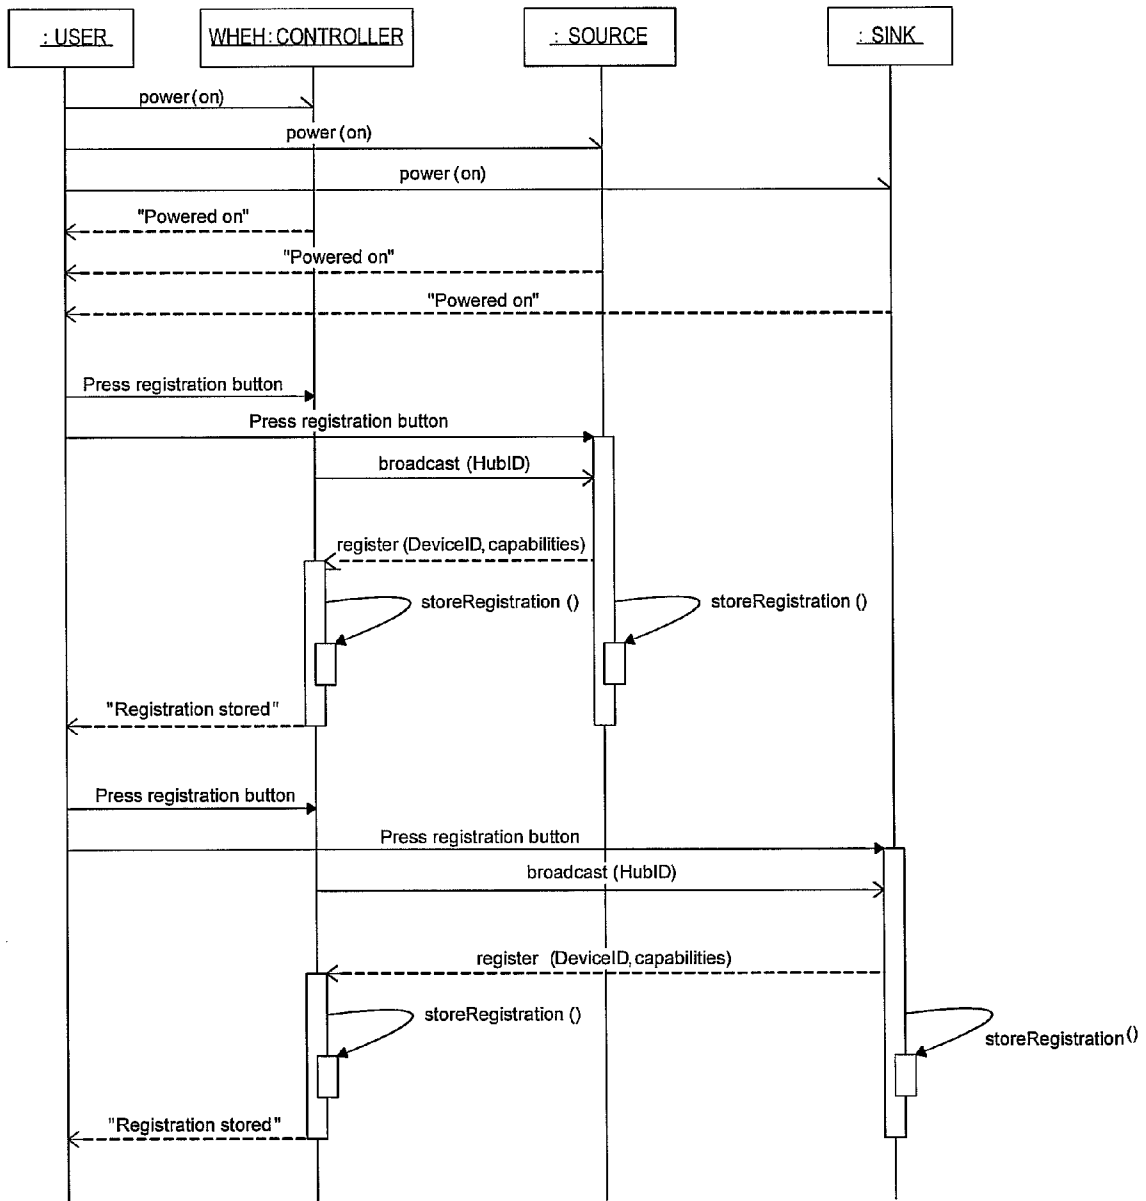 : USER
WHEH:CONTROLLER
: SOURCE
: SINK
power(on)
power (on)
power (on)
"Powered on"
"Powered on"
"Powered on"
Press registration button
Press registration button
broadcast (HubID)
register (DeviceID, capabilities)
storeRegistration ()
storeRegistration ()
"Registration stored"
Press registration button
Press registration button
broadcast (HubID)
register (DeviceID, capabilities)
storeRegistration ()
storeRegistration()
"Registration stored"